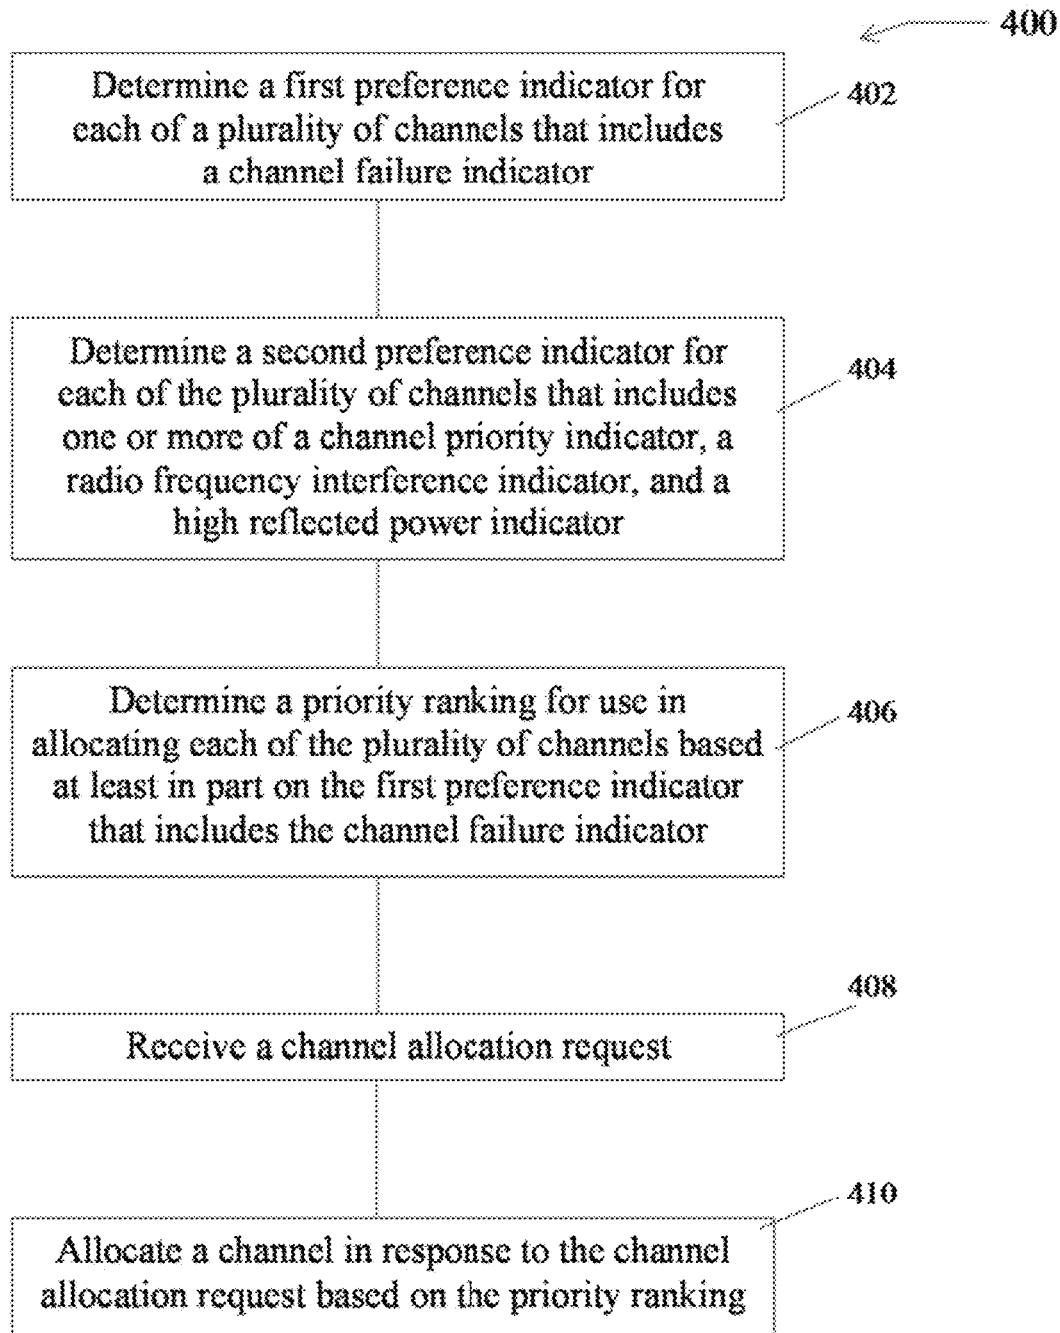 400
Determine a first preference indicator for
each of a plurality of channels that includes
a channel failure indicator
402
Determine a second preference indicator for
each of the plurality of channels that includes
one or more of a channel priority indicator, a
radio frequency interference indicator, and a
high reflected power indicator
404
Determine a priority ranking for use in
allocating each of the plurality of channels based
at least in part on the first preference indicator
that includes the channel failure indicator
406
Receive a channel allocation request
408
Allocate a channel in response to the channel
allocation request based on the priority ranking
410